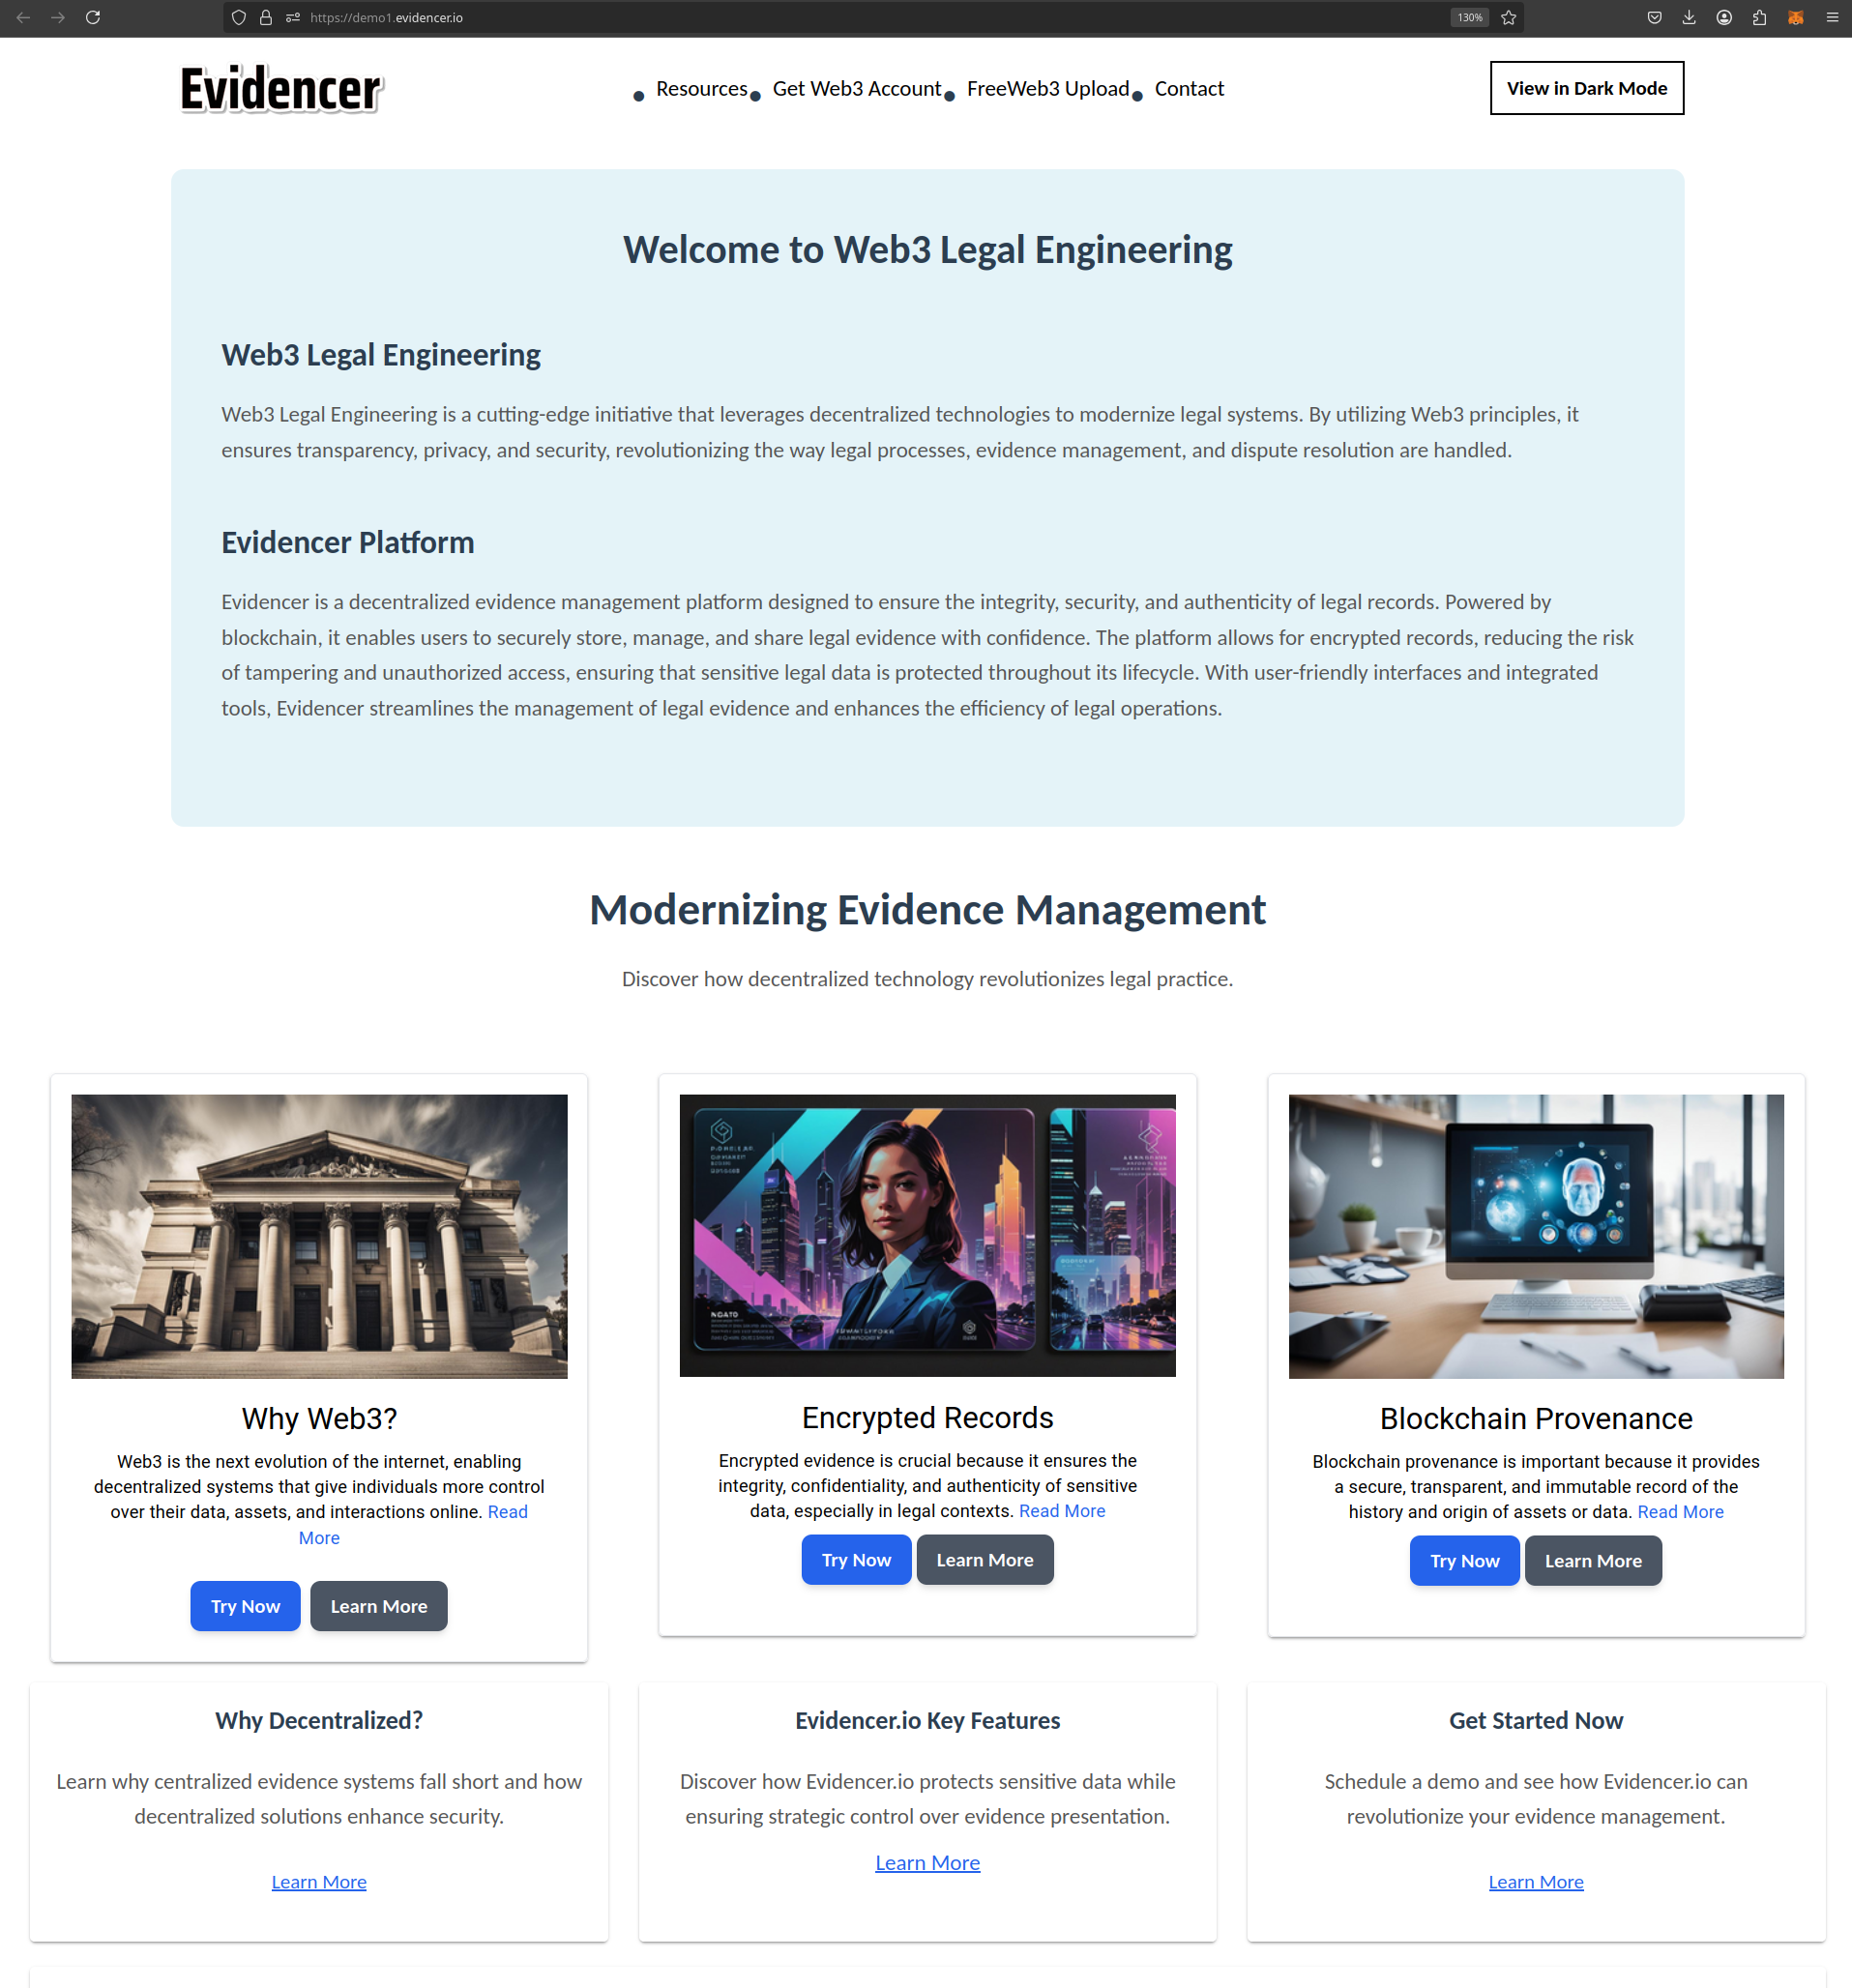 https://demo1.evidencer.io
130%
Evidencer
Resources
Get Web3 Account
FreeWeb3 Upload
Contact
View in Dark Mode
Welcome to Web3 Legal Engineering
Web3 Legal Engineering
Web3 Legal Engineering is a cutting-edge initiative that leverages decentralized technologies to modernize legal systems. By utilizing Web3 principles, it
ensures transparency, privacy, and security, revolutionizing the way legal processes, evidence management, and dispute resolution are handled.
Evidencer Platform
Evidencer is a decentralized evidence management platform designed to ensure the integrity, security, and authenticity of legal records. Powered by
blockchain, it enables users to securely store, manage, and share legal evidence with confidence. The platform allows for encrypted records, reducing the risk
of tampering and unauthorized access, ensuring that sensitive legal data is protected throughout its lifecycle. With user-friendly interfaces and integrated
tools, Evidencer streamlines the management of legal evidence and enhances the efficiency of legal operations.
Modernizing Evidence Management
Discover how decentralized technology revolutionizes legal practice.
Why Web3?
Web3 is the next evolution of the internet, enabling
decentralized systems that give individuals more control
over their data, assets, and interactions online. Read
More
Try Now
Learn More
Encrypted Records
Encrypted evidence is crucial because it ensures the
integrity, confidentiality, and authenticity of sensitive
data, especially in legal contexts. Read More
Try Now
Learn More
Blockchain Provenance
Blockchain provenance is important because it provides
a secure, transparent, and immutable record of the
history and origin of assets or data. Read More
Try Now
Learn More
Why Decentralized?
Learn why centralized evidence systems fall short and how
decentralized solutions enhance security.
Learn More
Evidencer.io Key Features
Discover how Evidencer.io protects sensitive data while
ensuring strategic control over evidence presentation.
Learn More
Get Started Now
Schedule a demo and see how Evidencer.io can
revolutionize your evidence management.
Learn More